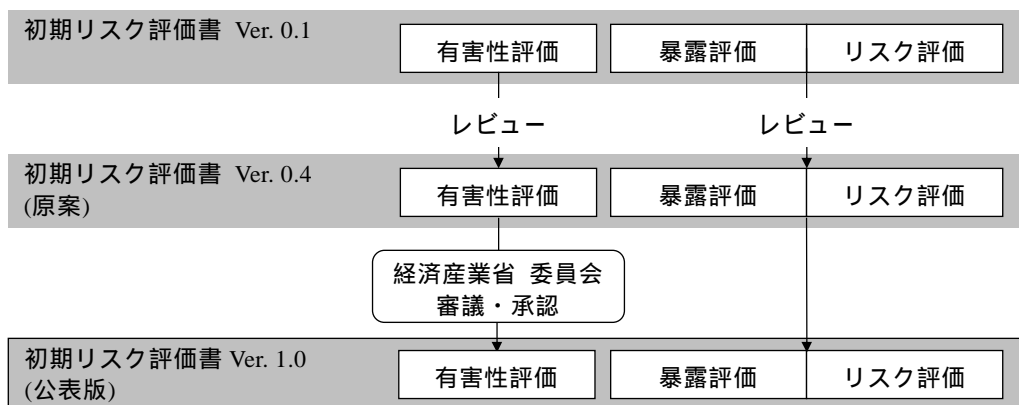 初期リスク評価書 Ver. 0.1
有害性評価 暴露評価 リスク評価
レビュー レビュー
初期リスク評価書 Ver. 0.4
(原案)
有害性評価 暴露評価 リスク評価
経済産業省 委員会
審議・承認
初期リスク評価書 Ver. 1.0
(公表版)
有害性評価 暴露評価 リスク評価